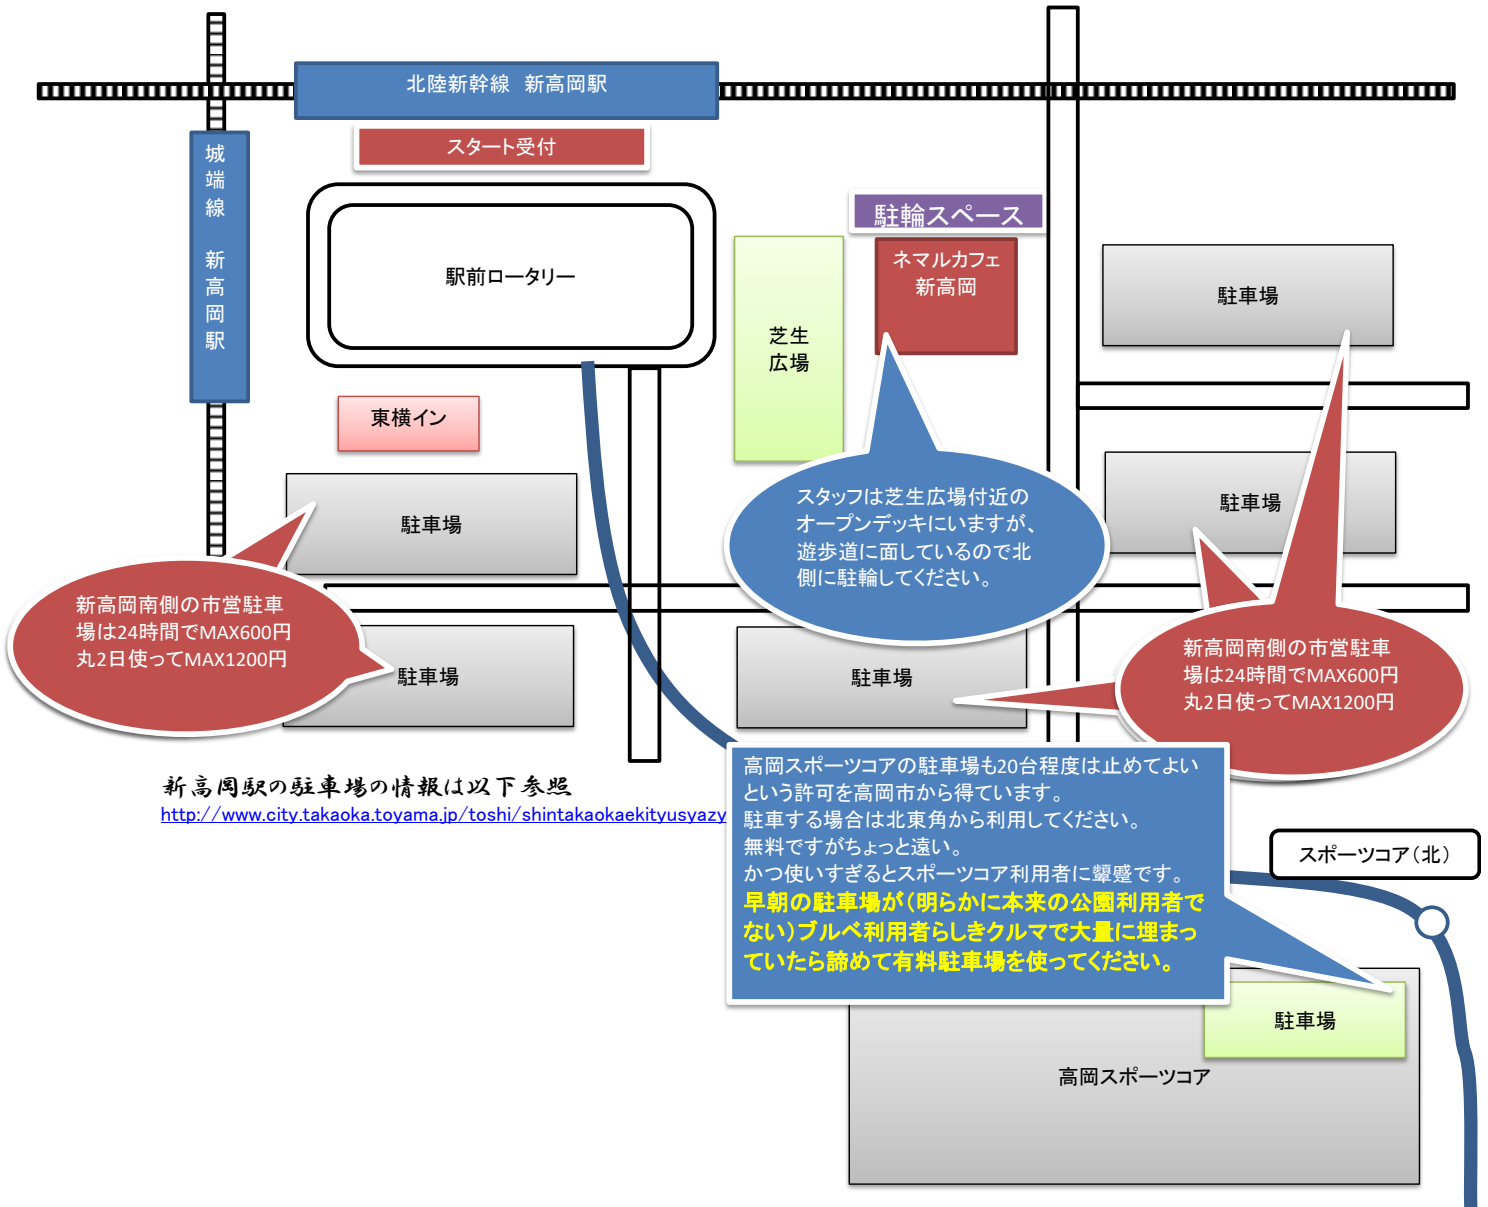 北陸新幹線 新高岡駅
スタート受付
城端線 新高岡駅
駐輪スペース
駅前ロータリー
ネマルカフェ
新高岡
駐車場
芝生
広場
東横イン
スタッフは芝生広場付近の
オープンデッキにいますが、
遊歩道に面しているので北
側に駐輪してください。
駐車場
駐車場
新高岡南側の市営駐車
場は24時間でMAX600円
丸2日使ってMAX1200円
駐車場
駐車場
新高岡南側の市営駐車
場は24時間でMAX600円
丸2日使ってMAX1200円
新高岡駅の駐車場の情報は以下参照
http://www.city.takaoka.toyama.jp/toshi/shintakaokaekityusyazy
高岡スポーツコアの駐車場も20台程度は止めてよい
という許可を高岡市から得ています。
駐車する場合は北東角から利用してください。
無料ですがちょっと遠い。
かつ使いすぎるとスポーツコア利用者に顰蹙です。
早朝の駐車場が（明らかに本来の公園利用者で
ない）ブルベ利用者らしきクルマで大量に埋まっ
ていたら諦めて有料駐車場を使ってください。
スポーツコア（北）
駐車場
高岡スポーツコア